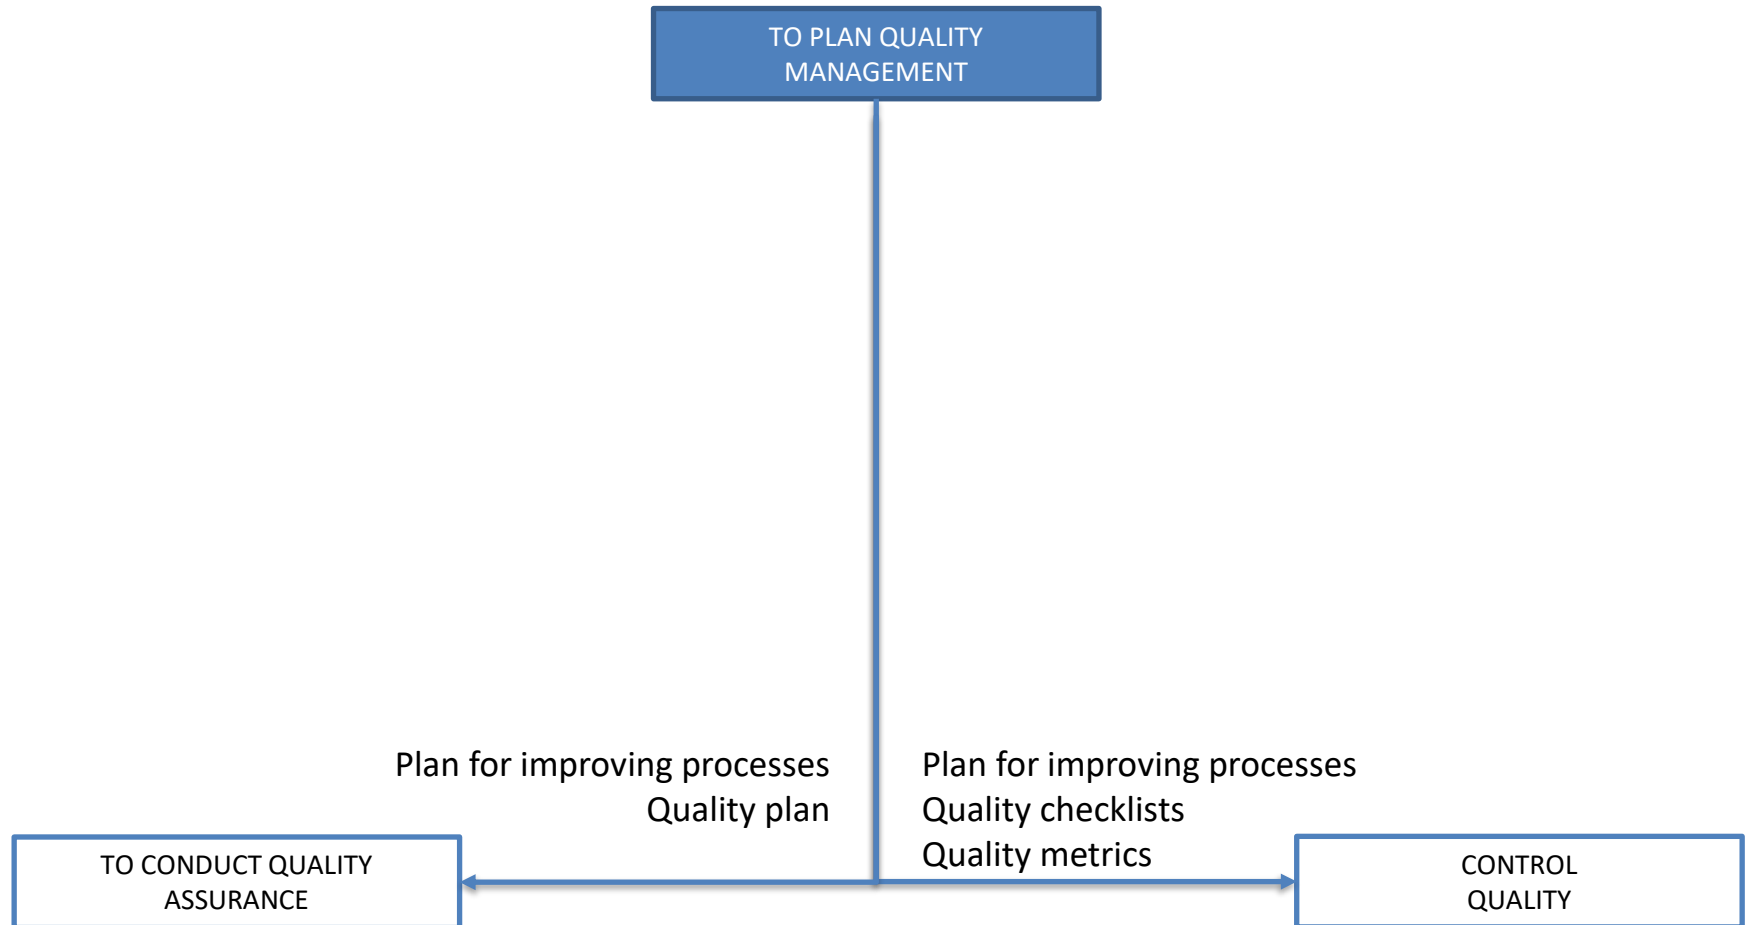 TO PLAN QUALITY
MANAGEMENT
Plan for improving processes
Quality plan
Plan for improving processes
Quality checklists
Quality metrics
TO CONDUCT QUALITY
ASSURANCE
CONTROL
QUALITY